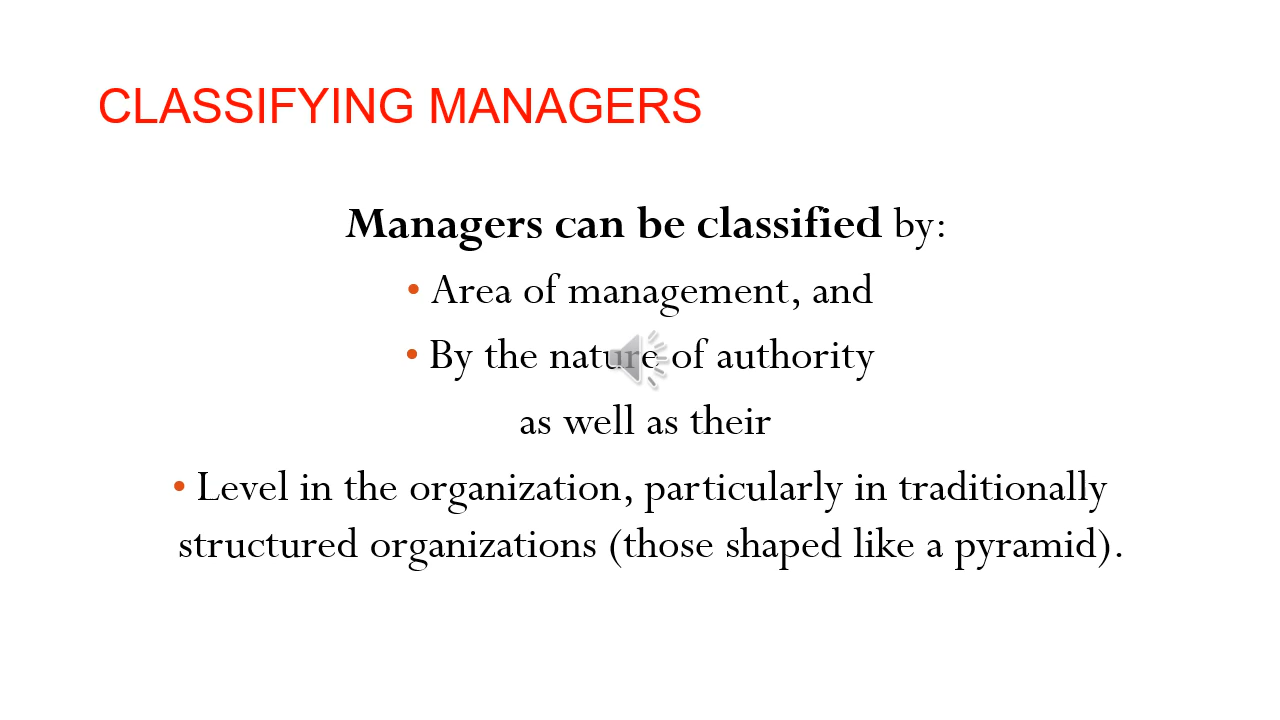 CLASSIFYING MANAGERS
Managers can be classified by:
• Area of management, and
• By the nature of authority
as well as their
• Level in the organization, particularly in traditionally
structured organizations (those shaped like a pyramid).